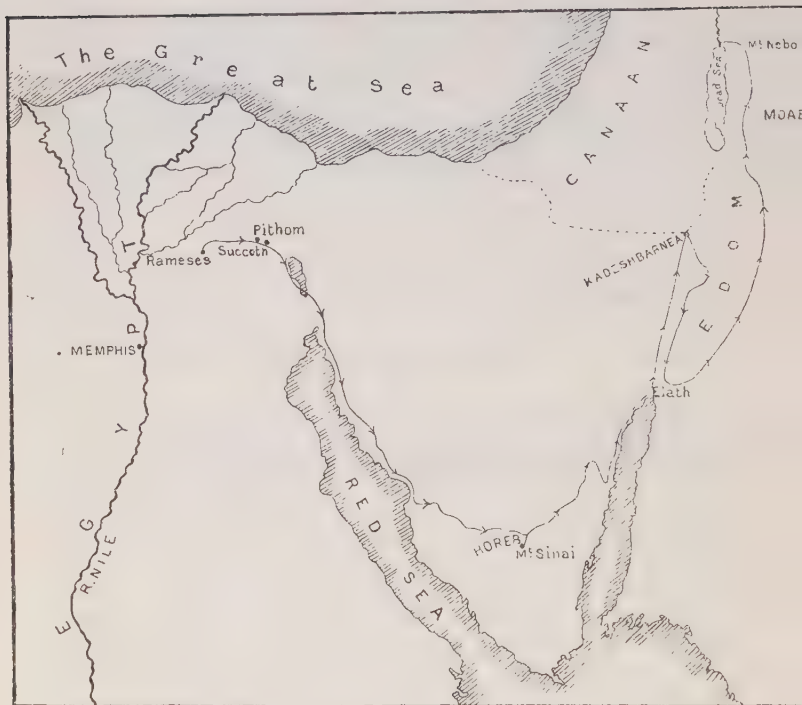 The Great Sea
Mt. Nebo
Dead Sea
MOAB
CANAAN
Pithom
Rameses
Succoth
KADESHBARNEA
EDOM
MEMPHIS
Elath
EGYPT
R. NILE
RED SEA
HOREB
Mt. Sinai